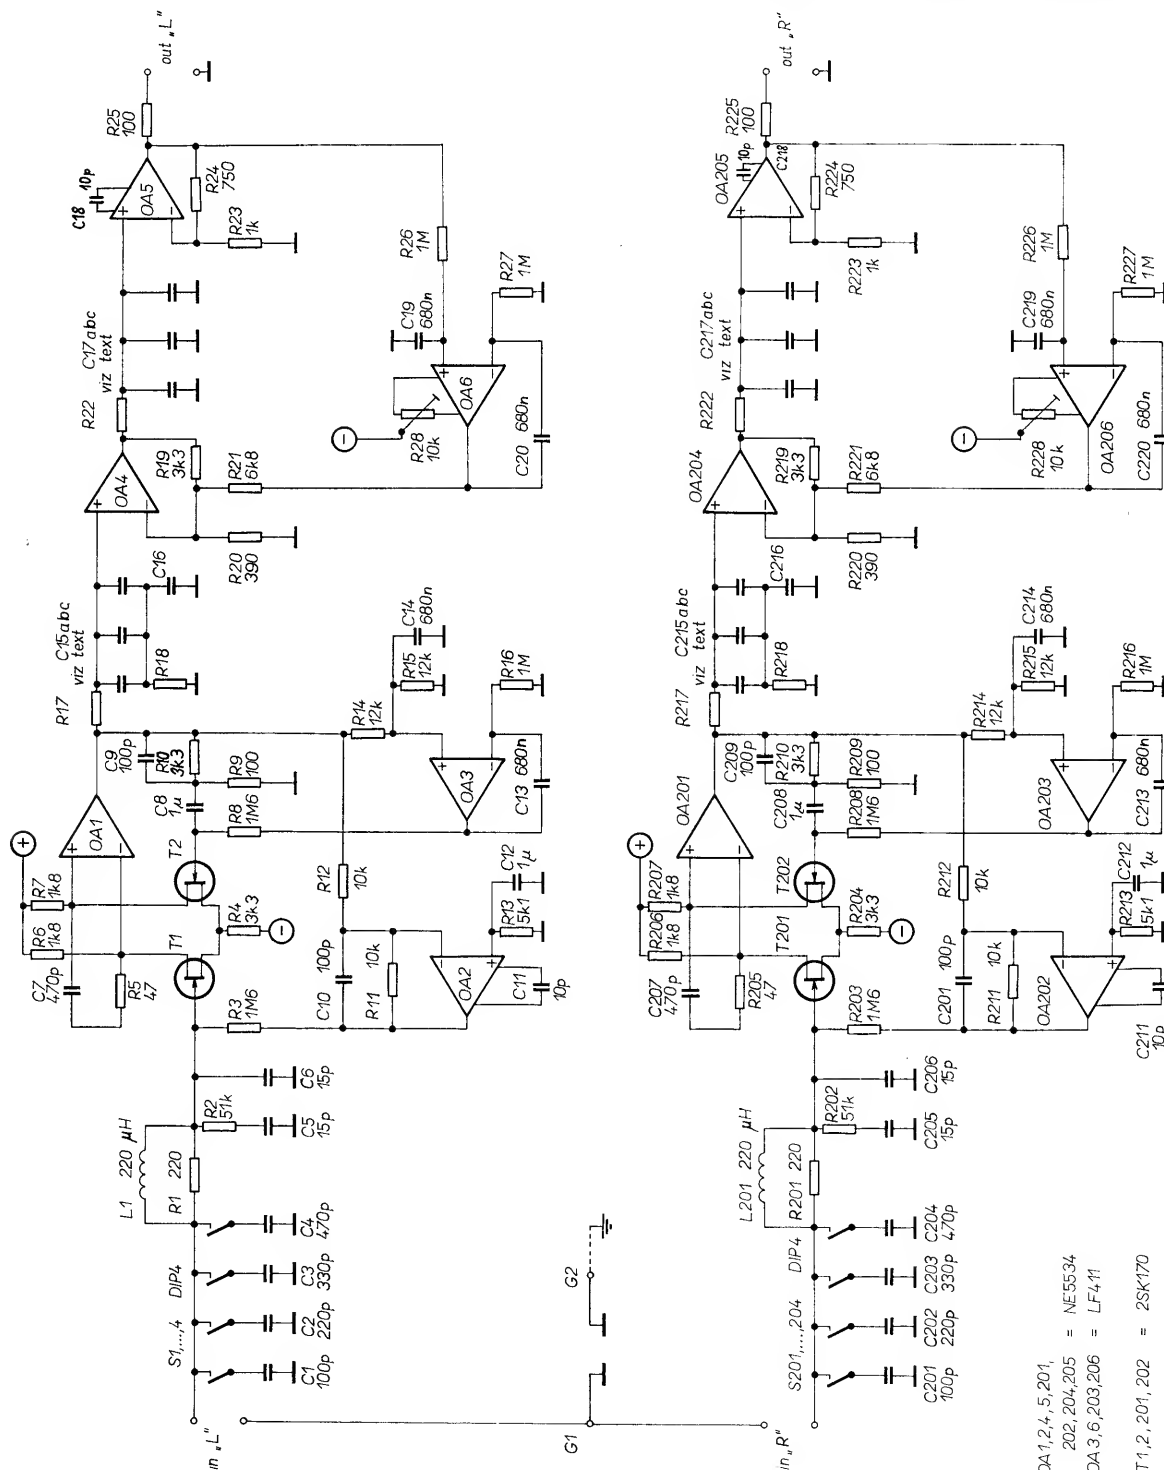 in „L"
S1,...,4 DIP4
C1
100p
C2
220p
C3
330p
C4
470p
L1 220 µH
R1 220
R2
51k
C5
15p
C6
15p
R3
1M6
C7
470p
R5
47
R6
1k8
R7
1k8
+
T1
T2
R4
3k3
−
OA1
+
−
C8
1µ
R8
1M6
R9
100
R10
3k3
C9
100p
C10
100p
R11
10k
R12
10k
OA2
−
+
C11
10p
R13
5k1
C12
1µ
C13
680n
OA3
+
−
R14
12k
R15
12k
C14
680n
R16
1M
R17
C15abc
viz text
R18
C16
OA4
+
−
R19
3k3
R20
390
R21
6k8
R22
C17abc
viz text
C18
10p
OA5
+
−
R23
1k
R24
750
R25
100
out „L"
R26
1M
R27
1M
C19
680n
OA6
+
−
R28
10k
−
C20
680n
G1
G2
in „R"
S201,...,204 DIP4
C201
100p
C202
220p
C203
330p
C204
470p
L201 220 µH
R201 220
R202
51k
C205
15p
C206
15p
R203
1M6
C207
470p
R205
47
R206
1k8
R207
1k8
+
T201
T202
R204
3k3
−
OA201
C208
1µ
R208
1M6
R209
100
R210
3k3
C209
100p
C201
100p
R211
10k
R212
10k
OA202
−
+
C211
10p
R213
5k1
C212
1µ
C213
680n
OA203
+
−
R214
12k
R215
12k
C214
680n
R216
1M
R217
C215abc
viz text
R218
C216
OA204
+
−
R219
3k3
R220
390
R221
6k8
R222
C217abc
viz text
10p
C218
OA205
+
−
R223
1k
R224
750
R225
100
out „R"
R226
1M
R227
1M
C219
680n
OA206
+
−
R228
10k
−
C220
680n
OA1,2,4,5,201,
202,204,205 = NE5534
OA3,6,203,206 = LF411
T1,2,201,202 = 2SK170